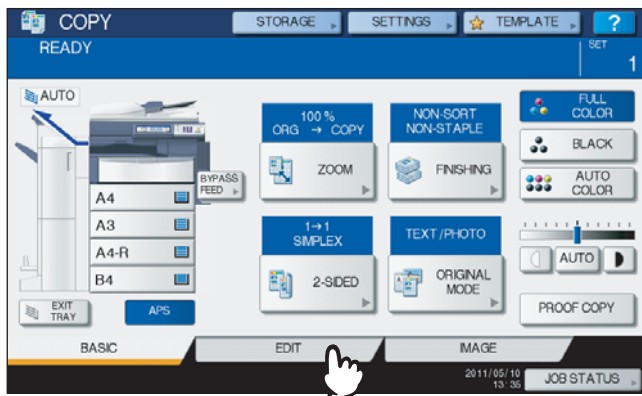 COPY
STORAGE
SETTINGS
TEMPLATE
?
READY
SET
1
AUTO
100 %
ORG → COPY
ZOOM
NON-SORT
NON-STAPLE
FINISHING
FULL
COLOR
BLACK
AUTO
COLOR
BYPASS
FEED
A4
A3
A4-R
B4
1→1
SIMPLEX
2-SIDED
TEXT/PHOTO
ORIGINAL
MODE
AUTO
PROOF COPY
EXIT
TRAY
APS
BASIC
EDIT
IMAGE
2011/05/10
13:35
JOB STATUS